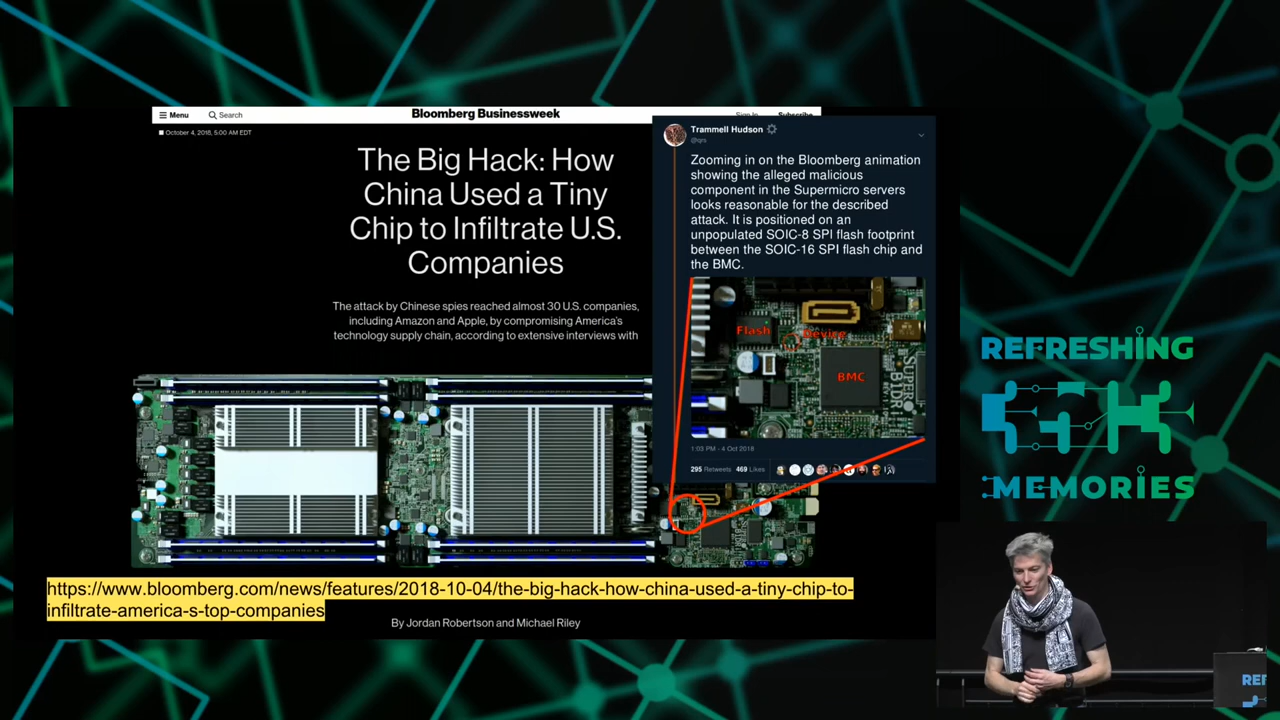 Menu
Search
Bloomberg Businessweek
Sign In
Subscribe
October 4, 2018, 5:00 AM EDT
The Big Hack: How
China Used a Tiny
Chip to Infiltrate U.S.
Companies
The attack by Chinese spies reached almost 30 U.S. companies,
including Amazon and Apple, by compromising America's
technology supply chain, according to extensive interviews with
Trammell Hudson
@qrs
Zooming in on the Bloomberg animation
showing the alleged malicious
component in the Supermicro servers
looks reasonable for the described
attack. It is positioned on an
unpopulated SOIC-8 SPI flash footprint
between the SOIC-16 SPI flash chip and
the BMC.
Flash
Device
BMC
1:03 PM - 4 Oct 2018
295 Retweets 469 Likes
https://www.bloomberg.com/news/features/2018-10-04/the-big-hack-how-china-used-a-tiny-chip-to-
infiltrate-america-s-top-companies
By Jordan Robertson and Michael Riley
REFRESHING
35C3
MEMORIES